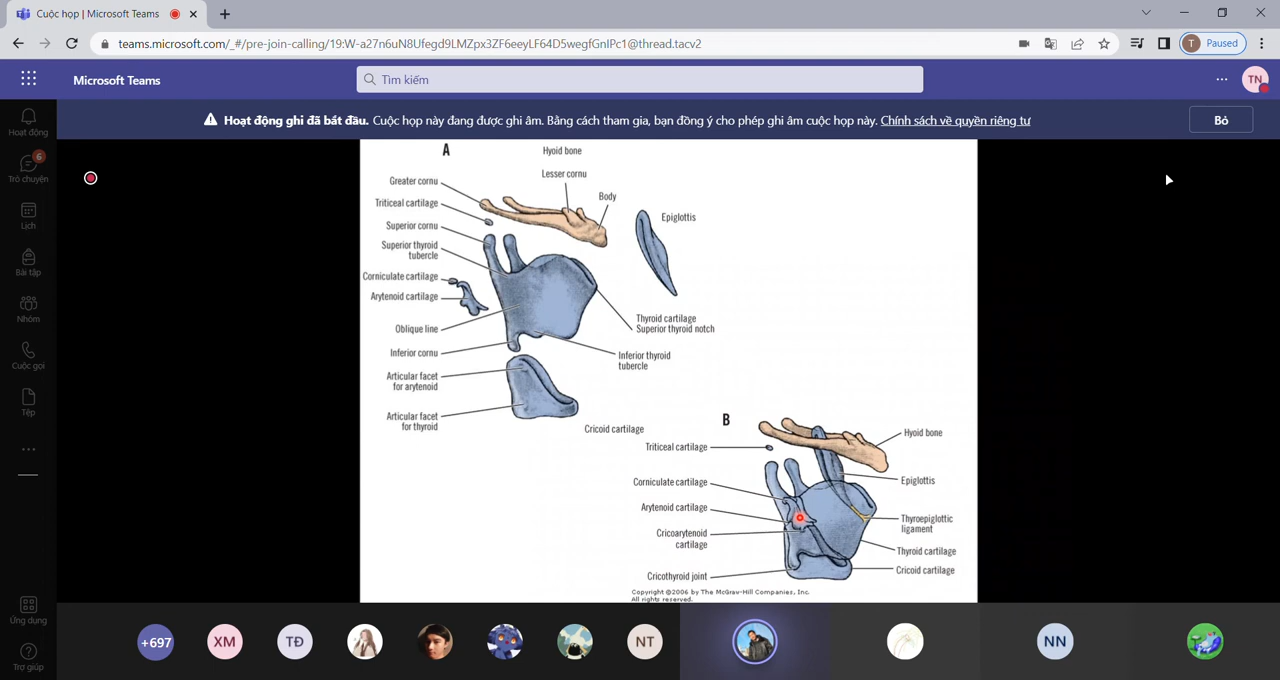 Cuộc họp | Microsoft Teams
teams.microsoft.com/_#/pre-join-calling/19:W-a27n6uN8Ufegd9LMZpx3ZF6eeyLF64D5wegfGnIPc1@thread.tacv2
T
Paused
Microsoft Teams
Tìm kiếm
TN
Hoạt động ghi đã bắt đầu. Cuộc họp này đang được ghi âm. Bằng cách tham gia, bạn đồng ý cho phép ghi âm cuộc họp này. Chính sách về quyền riêng tư
Bỏ
Hoạt động
6
Trò chuyện
Lịch
Bài tập
Nhóm
Cuộc gọi
Tệp
Ứng dụng
Trợ giúp
A
Hyoid bone
Lesser cornu
Greater cornu
Body
Triticeal cartilage
Epiglottis
Superior cornu
Superior thyroid
tubercle
Corniculate cartilage
Arytenoid cartilage
Thyroid cartilage
Superior thyroid notch
Oblique line
Inferior cornu
Inferior thyroid
tubercle
Articular facet
for arytenoid
Articular facet
for thyroid
Cricoid cartilage
B
Hyoid bone
Triticeal cartilage
Corniculate cartilage
Epiglottis
Arytenoid cartilage
Thyroepiglottic
ligament
Cricoarytenoid
cartilage
Thyroid cartilage
Cricothyroid joint
Cricoid cartilage
Copyright @2006 by The McGraw-Hill Companies, Inc.
All rights reserved.
+697
XM
TĐ
NT
NN